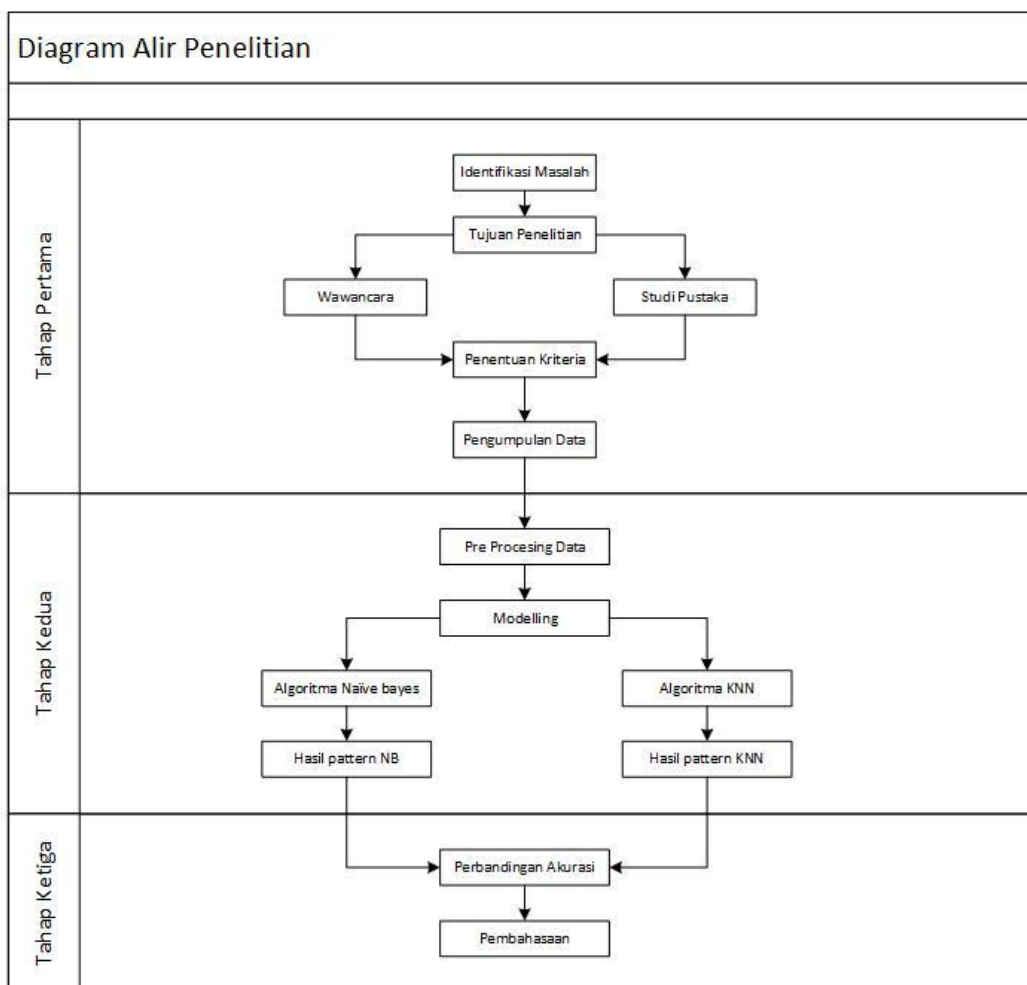 Diagram Alir Penelitian
Tahap Pertama
Identifikasi Masalah
Tujuan Penelitian
Wawancara
Studi Pustaka
Penentuan Kriteria
Pengumpulan Data
Tahap Kedua
Pre Procesing Data
Modelling
Algoritma Naïve bayes
Algoritma KNN
Hasil pattern NB
Hasil pattern KNN
Tahap Ketiga
Perbandingan Akurasi
Pembahasaan